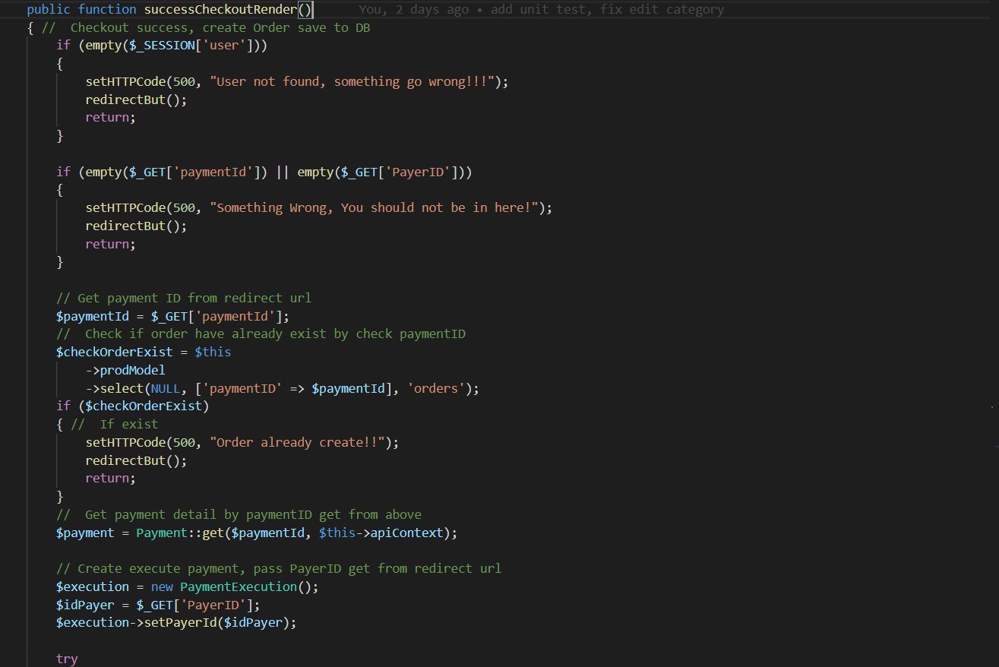 public function successCheckoutRender()    You, 2 days ago • add unit test, fix edit category
{ //  Checkout success, create Order save to DB
    if (empty($_SESSION['user']))
    {
        setHTTPCode(500, "User not found, something go wrong!!!");
        redirectBut();
        return;
    }

    if (empty($_GET['paymentId']) || empty($_GET['PayerID']))
    {
        setHTTPCode(500, "Something Wrong, You should not be in here!");
        redirectBut();
        return;
    }

    // Get payment ID from redirect url
    $paymentId = $_GET['paymentId'];
    //  Check if order have already exist by check paymentID
    $checkOrderExist = $this
        ->prodModel
        ->select(NULL, ['paymentID' => $paymentId], 'orders');
    if ($checkOrderExist)
    { //  If exist
        setHTTPCode(500, "Order already create!!");
        redirectBut();
        return;
    }
    //  Get payment detail by paymentID get from above
    $payment = Payment::get($paymentId, $this->apiContext);

    // Create execute payment, pass PayerID get from redirect url
    $execution = new PaymentExecution();
    $idPayer = $_GET['PayerID'];
    $execution->setPayerId($idPayer);

    try